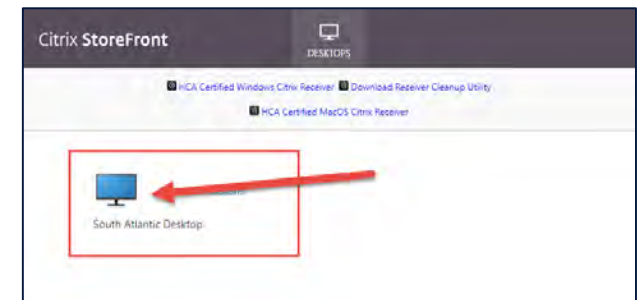 Citrix StoreFront
DESKTOPS
HCA Certified Windows Citrix Receiver Download Receiver Cleanup Utility
HCA Certified MacOS Citrix Receiver
South Atlantic Desktop